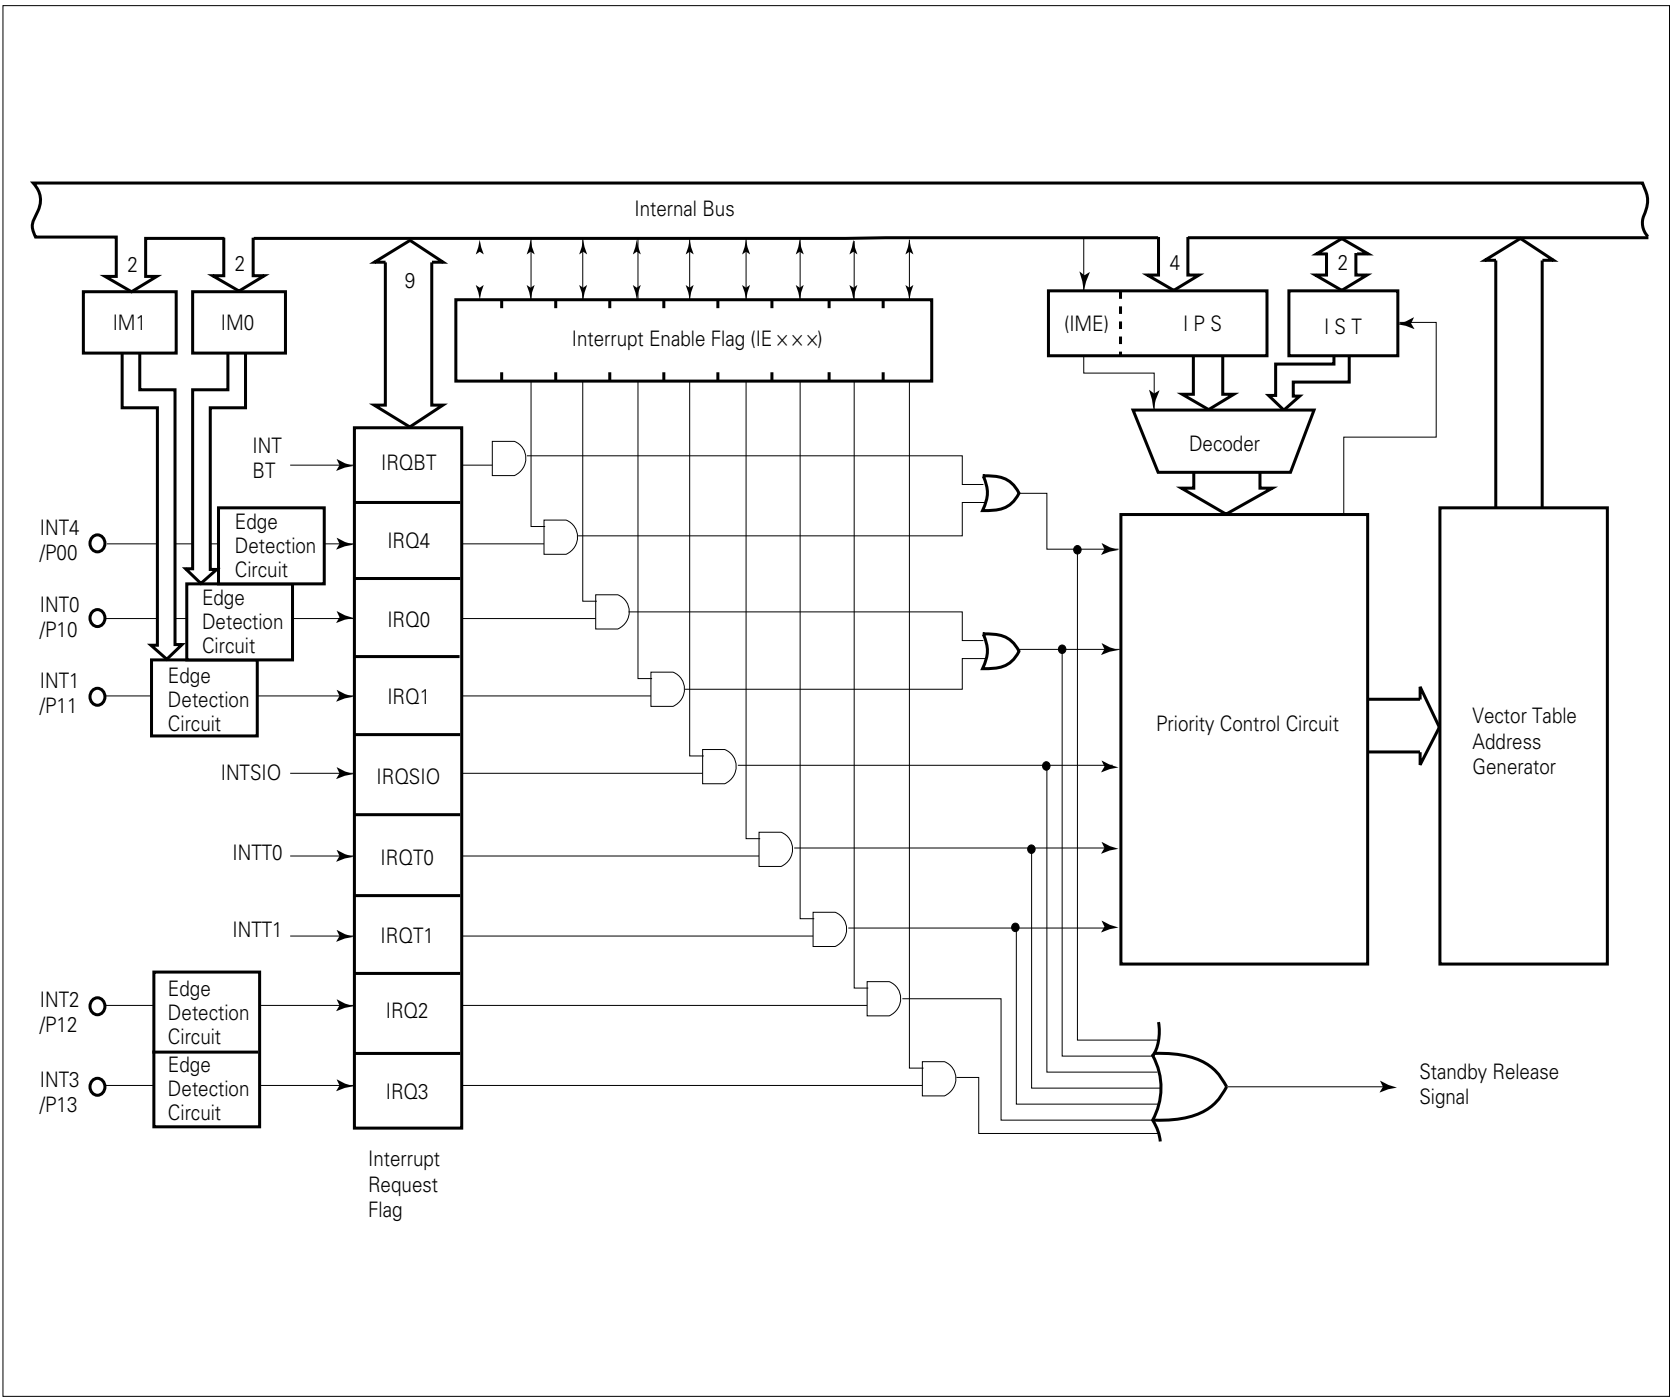 Internal Bus
2
2
9
4
2
IM1
IM0
Interrupt Enable Flag (IE×××)
(IME)
I P S
I S T
Decoder
INT
BT
IRQBT
INT4
/P00
Edge
Detection
Circuit
IRQ4
INT0
/P10
Edge
Detection
Circuit
IRQ0
INT1
/P11
Edge
Detection
Circuit
IRQ1
INTSIO
IRQSIO
INTT0
IRQT0
INTT1
IRQT1
INT2
/P12
Edge
Detection
Circuit
IRQ2
INT3
/P13
Edge
Detection
Circuit
IRQ3
Interrupt
Request
Flag
Priority Control Circuit
Vector Table
Address
Generator
Standby Release
Signal